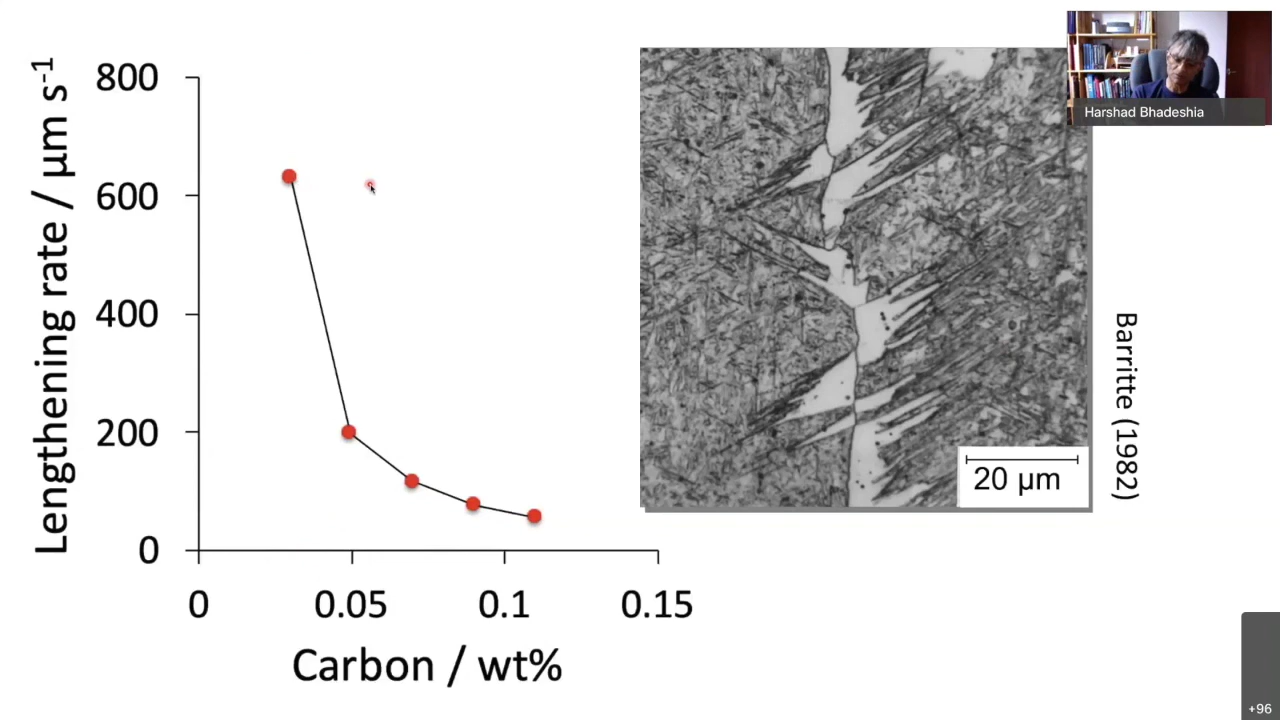 Lengthening rate / µm s-1
800
600
400
200
0
0 0.05 0.1 0.15
Carbon / wt%
20 µm
Barritte (1982)
Harshad Bhadeshia
+96